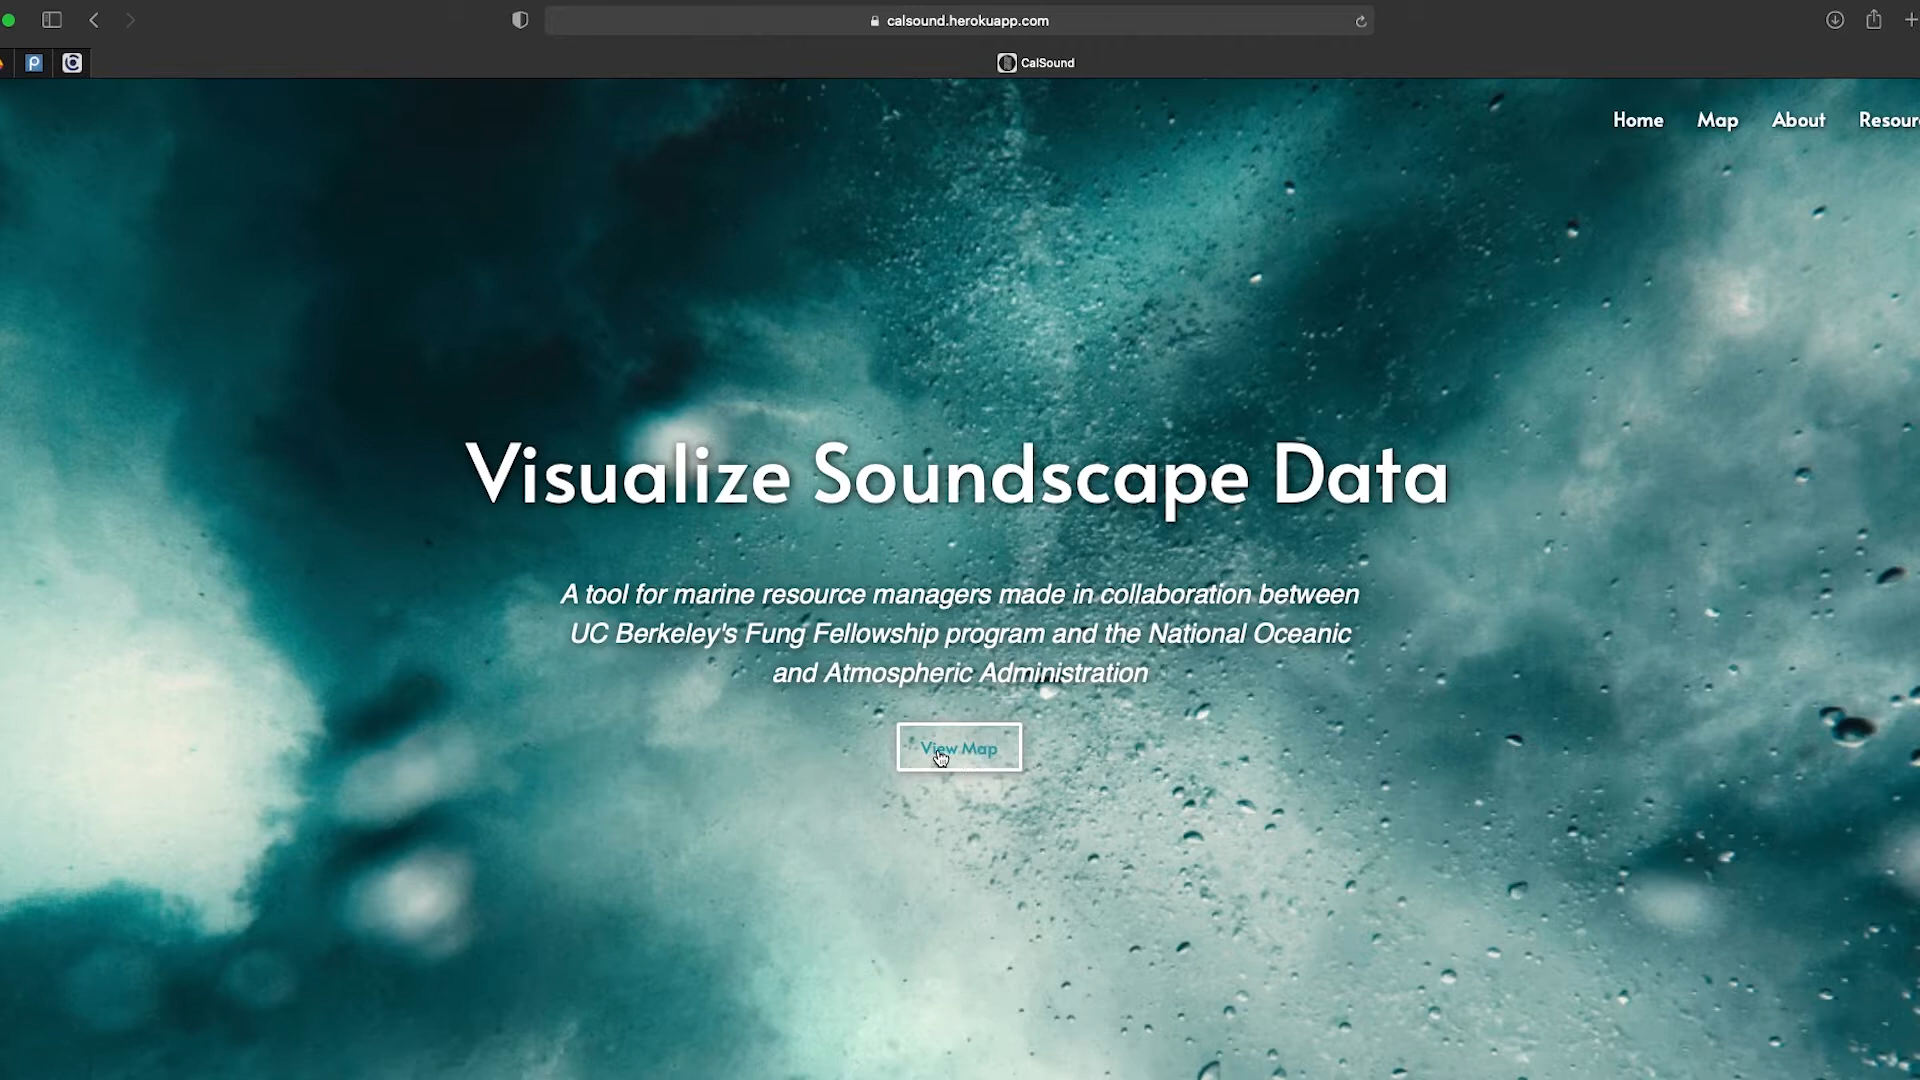 calsound.herokuapp.com
CalSound
Home Map About Resour
Visualize Soundscape Data
A tool for marine resource managers made in collaboration between
UC Berkeley's Fung Fellowship program and the National Oceanic
and Atmospheric Administration
View Map